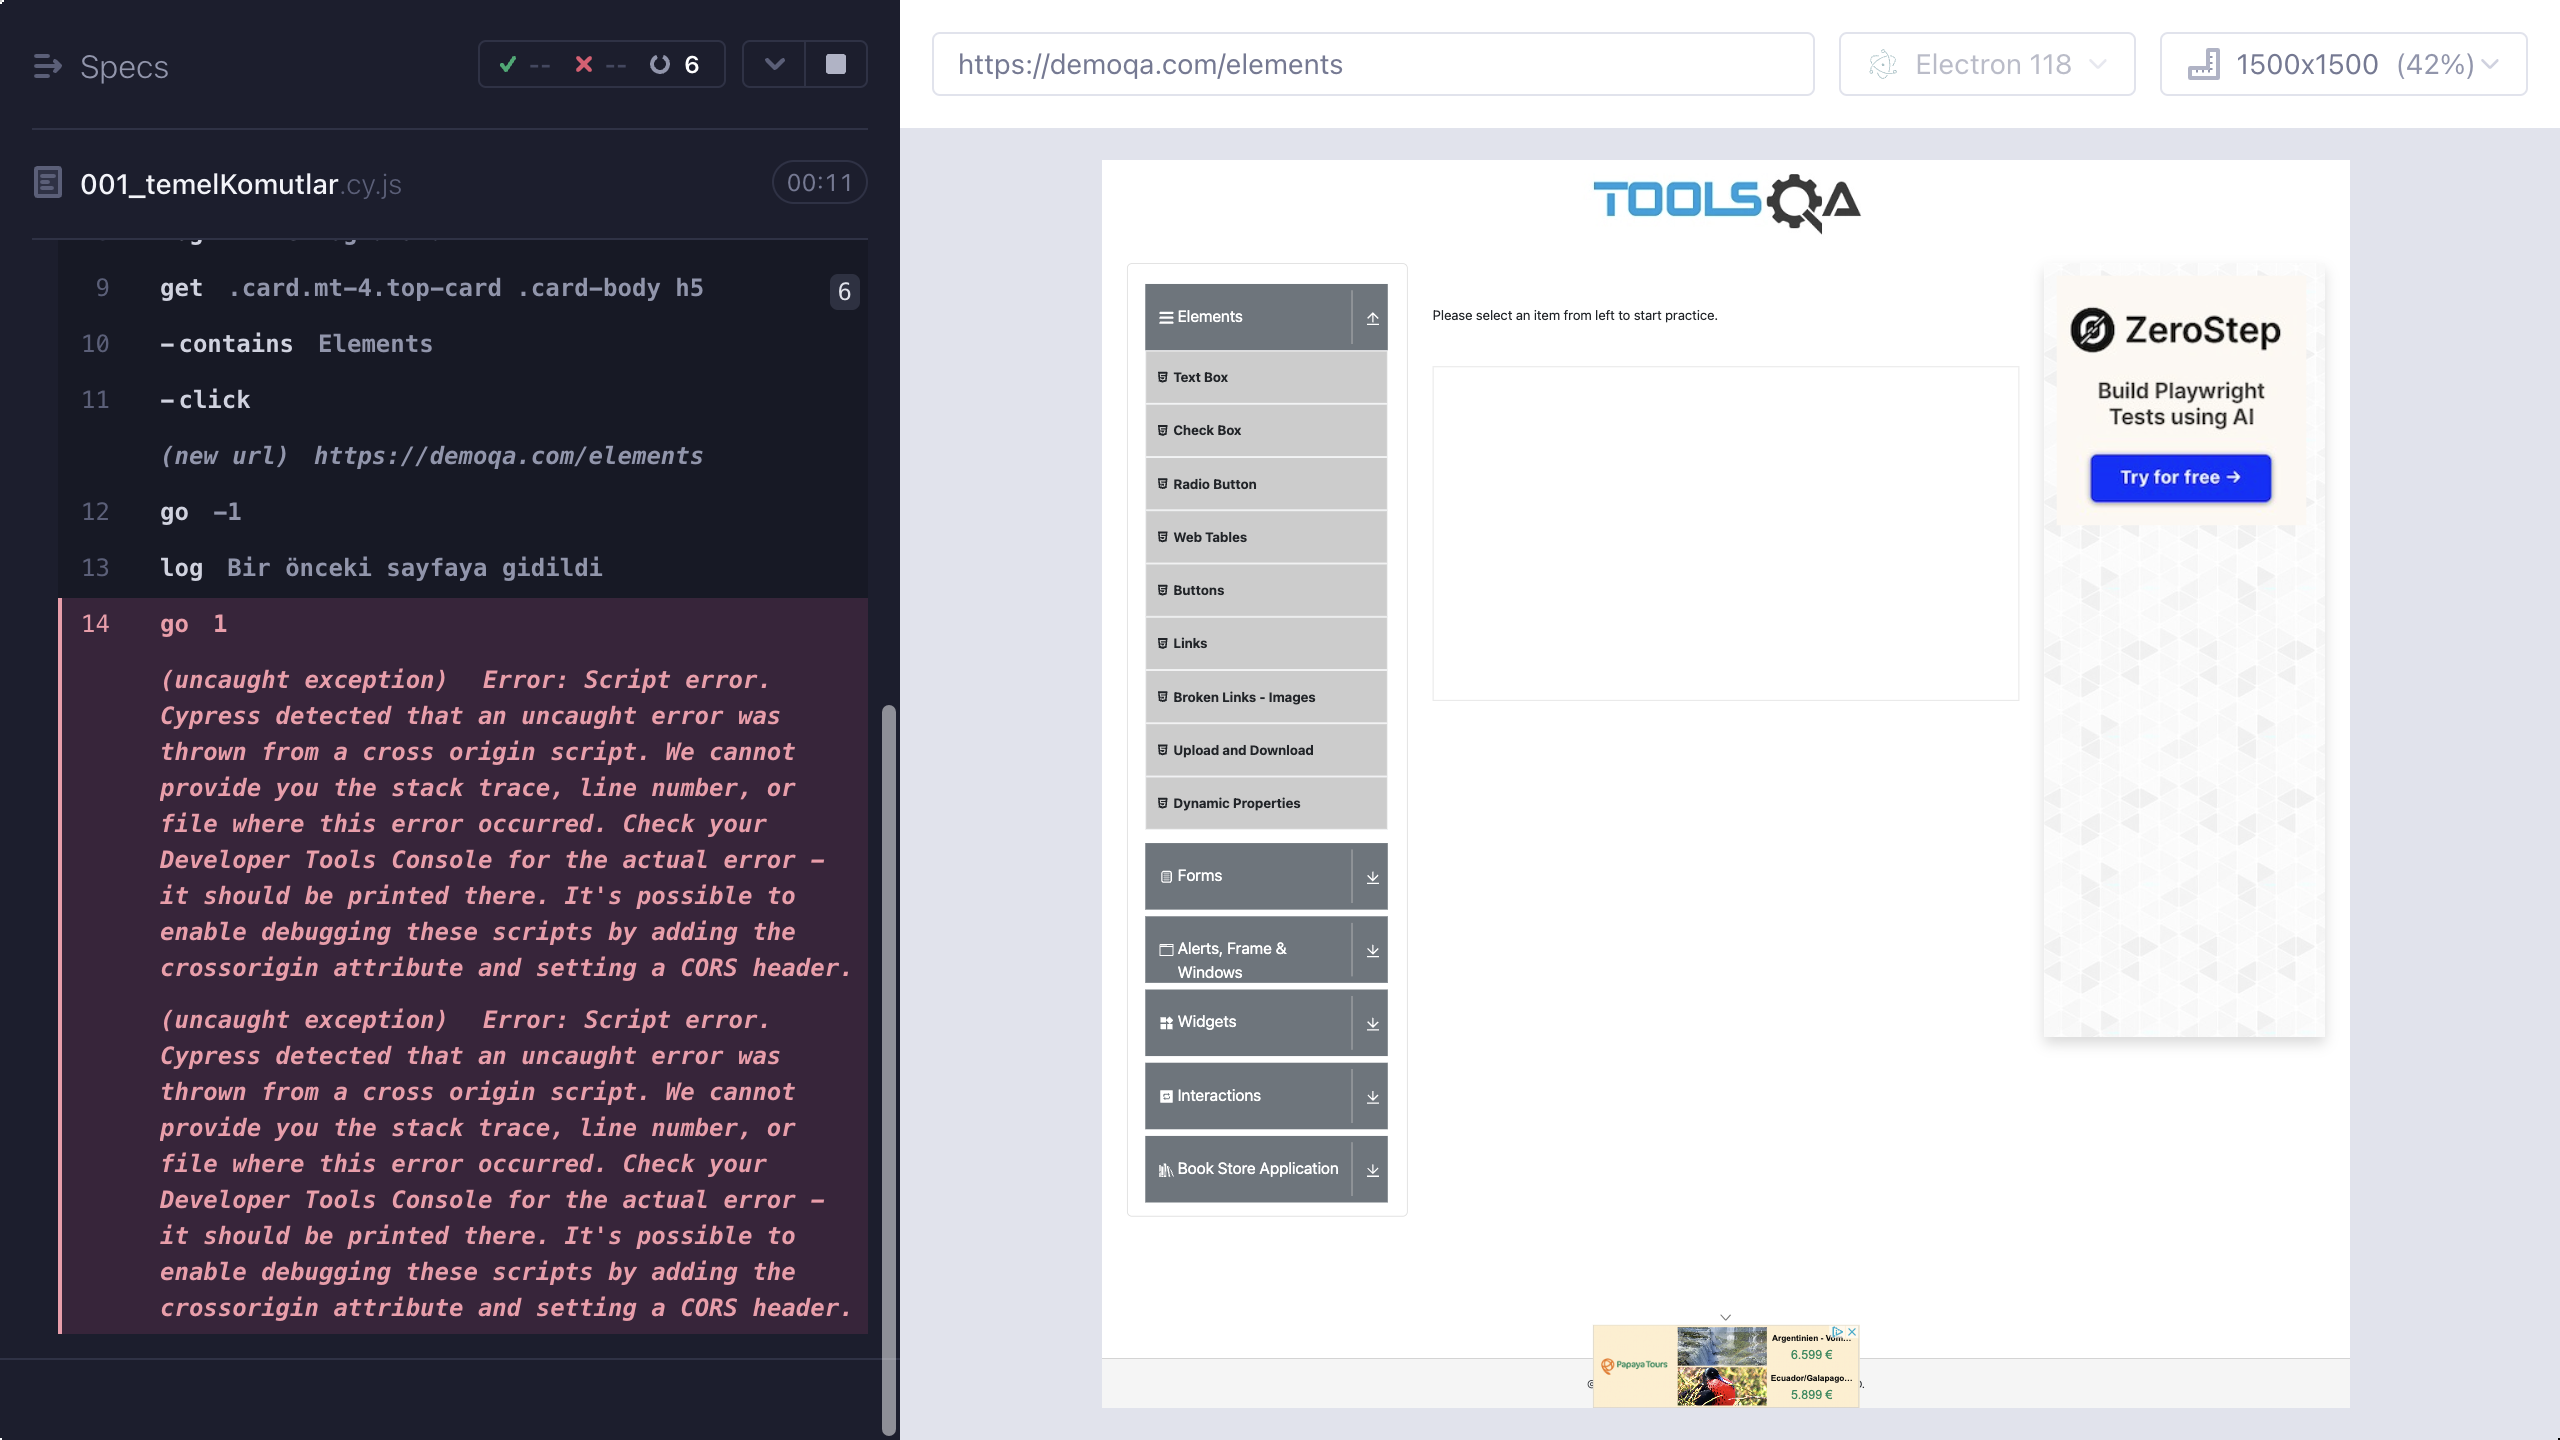 Specs
-- -- 6
001_temelKomutlar.cy.js
00:11
9 get .card.mt-4.top-card .card-body h5 6
10 -contains Elements
11 -click
(new url) https://demoqa.com/elements
12 go -1
13 log Bir önceki sayfaya gidildi
14 go 1
(uncaught exception) Error: Script error.
Cypress detected that an uncaught error was
thrown from a cross origin script. We cannot
provide you the stack trace, line number, or
file where this error occurred. Check your
Developer Tools Console for the actual error -
it should be printed there. It's possible to
enable debugging these scripts by adding the
crossorigin attribute and setting a CORS header.
(uncaught exception) Error: Script error.
Cypress detected that an uncaught error was
thrown from a cross origin script. We cannot
provide you the stack trace, line number, or
file where this error occurred. Check your
Developer Tools Console for the actual error -
it should be printed there. It's possible to
enable debugging these scripts by adding the
crossorigin attribute and setting a CORS header.
https://demoqa.com/elements
Electron 118
1500x1500 (42%)
TOOLSQA
Elements
Text Box
Check Box
Radio Button
Web Tables
Buttons
Links
Broken Links - Images
Upload and Download
Dynamic Properties
Forms
Alerts, Frame &
Windows
Widgets
Interactions
Book Store Application
Please select an item from left to start practice.
ZeroStep
Build Playwright
Tests using AI
Try for free →
Papaya Tours
Argentinien - Vom...
6.599 €
Ecuador/Galapago...
5.899 €